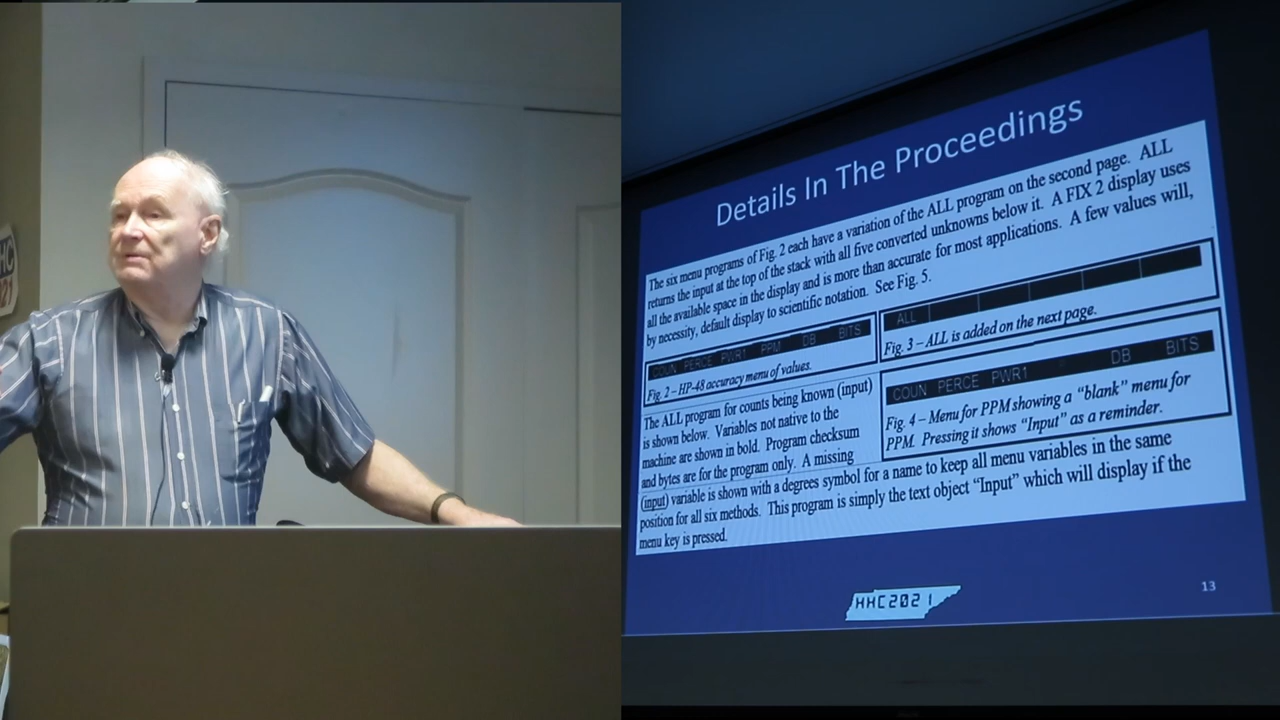 HC
21
Details In The Proceedings
The six menu programs of Fig. 2 each have a variation of the ALL program on the second page. ALL
returns the input at the top of the stack with all five converted unknowns below it. A FIX 2 display uses
all the available space in the display and is more than accurate for most applications. A few values will,
by necessity, default display to scientific notation. See Fig. 5.
COUN PERCE PWR1 PPM DB BITS
Fig. 2 – HP-48 accuracy menu of values.
ALL
Fig. 3 – ALL is added on the next page.
The ALL program for counts being known (input)
is shown below. Variables not native to the
machine are shown in bold. Program checksum
and bytes are for the program only. A missing
COUN PERCE PWR1 DB BITS
Fig. 4 – Menu for PPM showing a “blank” menu for
PPM. Pressing it shows “Input” as a reminder.
(input) variable is shown with a degrees symbol for a name to keep all menu variables in the same
position for all six methods. This program is simply the text object “Input” which will display if the
menu key is pressed.
HHC2021
13